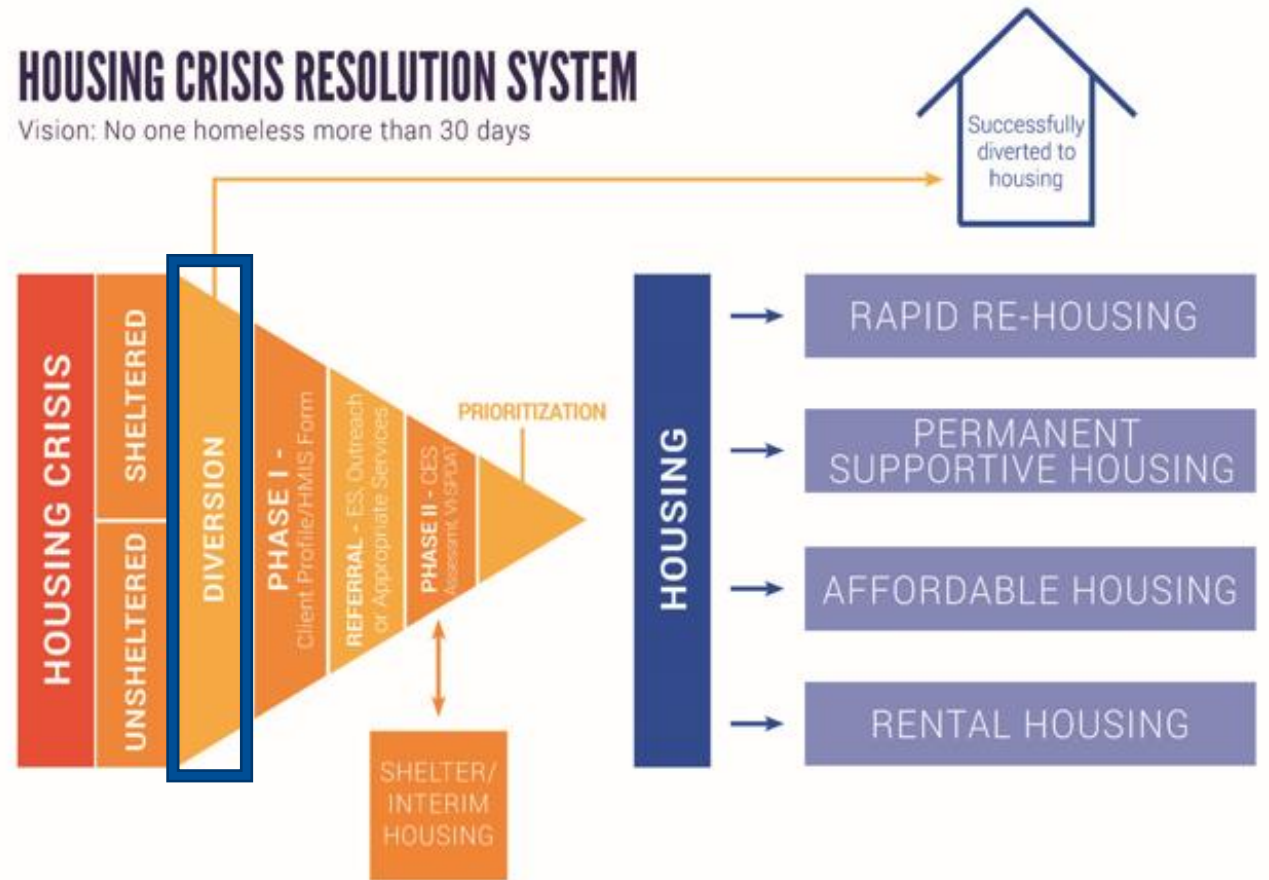 HOUSING CRISIS RESOLUTION SYSTEM
Vision: No one homeless more than 30 days
Successfully
diverted to
housing
HOUSING CRISIS
SHELTERED
UNSHELTERED
DIVERSION
PHASE I -
Client Profile/HMIS Form
REFERRAL - ES, Outreach
or Appropriate Services
PHASE II - CES
Assessmt, VI-SPDAT
PRIORITIZATION
SHELTER/
INTERIM
HOUSING
HOUSING
RAPID RE-HOUSING
PERMANENT
SUPPORTIVE HOUSING
AFFORDABLE HOUSING
RENTAL HOUSING